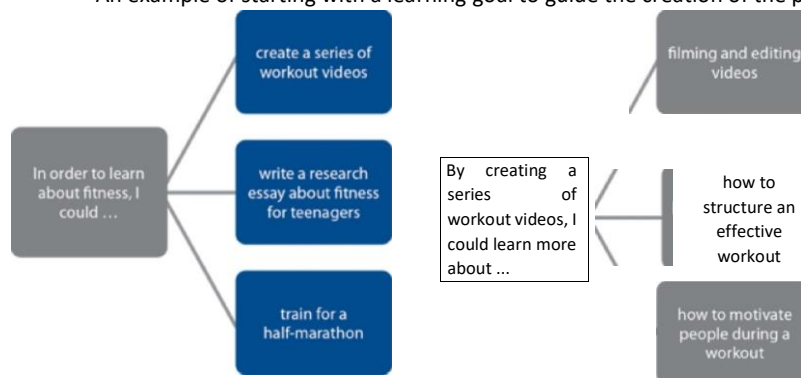 An example of starting with a learning goal to guide the creation of the p
create a series of
workout videos
In order to learn
about fitness, I
could ...
write a research
essay about fitness
for teenagers
train for a
half-marathon
filming and editing
videos
By creating a
series of
workout videos, I
could learn more
about ...
how to
structure an
effective
workout
how to motivate
people during a
workout